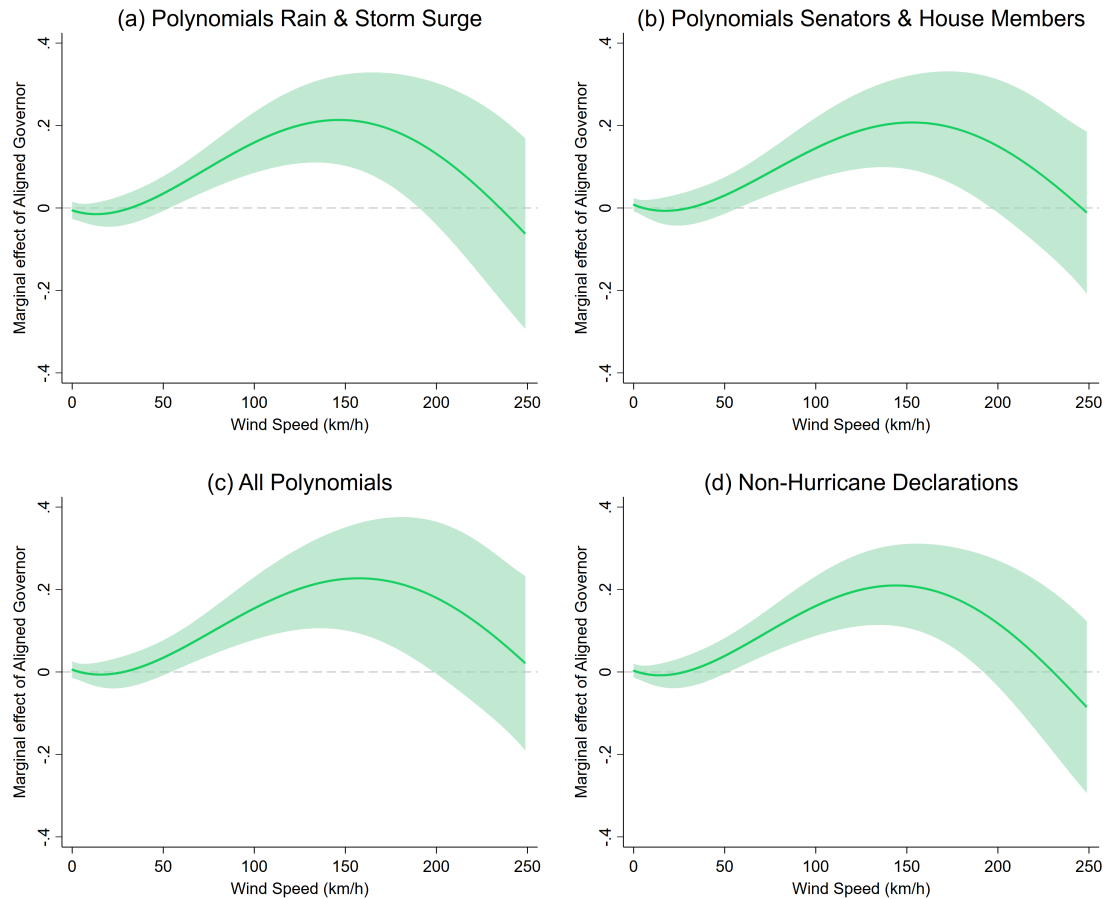 (a) Polynomials Rain & Storm Surge
Marginal effect of Aligned Governor
.4
.2
0
-.2
-.4
0 50 100 150 200 250
Wind Speed (km/h)
(b) Polynomials Senators & House Members
Marginal effect of Aligned Governor
.4
.2
0
-.2
-.4
0 50 100 150 200 250
Wind Speed (km/h)
(c) All Polynomials
Marginal effect of Aligned Governor
.4
.2
0
-.2
-.4
0 50 100 150 200 250
Wind Speed (km/h)
(d) Non-Hurricane Declarations
Marginal effect of Aligned Governor
.4
.2
0
-.2
-.4
0 50 100 150 200 250
Wind Speed (km/h)